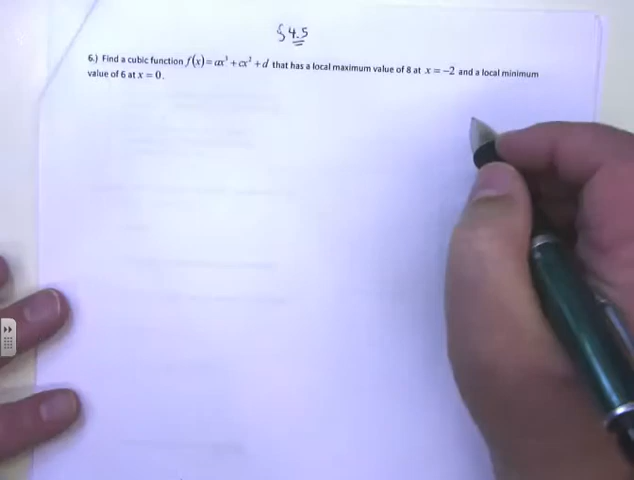 § 4.5
6.) Find a cubic function f(x) = ax³ + cx² + d that has a local maximum value of 8 at x = −2 and a local minimum
value of 6 at x = 0.